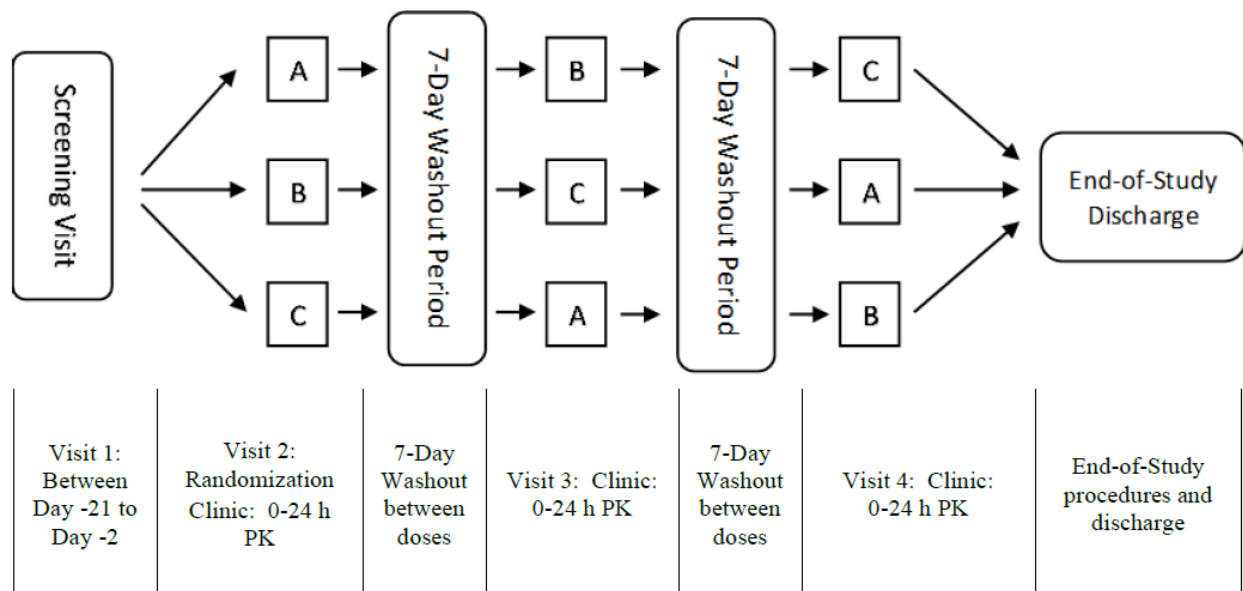 Screening Visit
A
B
C
7-Day Washout Period
B
C
A
7-Day Washout Period
C
A
B
End-of-Study
Discharge
Visit 1:
Between
Day -21 to
Day -2
Visit 2:
Randomization
Clinic: 0-24 h
PK
7-Day
Washout
between
doses
Visit 3: Clinic:
0-24 h PK
7-Day
Washout
between
doses
Visit 4: Clinic:
0-24 h PK
End-of-Study
procedures and
discharge